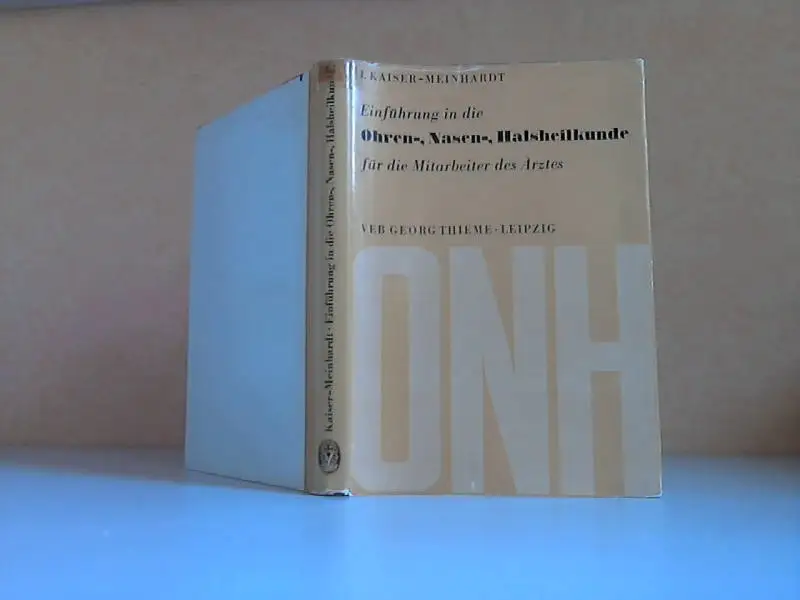 I. KAISER-MEINHARDT
Einführung in die
Ohren-, Nasen-, Halsheilkunde
für die Mitarbeiter des Arztes
VEB GEORG THIEME · LEIPZIG
ONH
Kaiser-Meinhardt · Einführung in die Ohren-, Nasen-, Halsheilkun